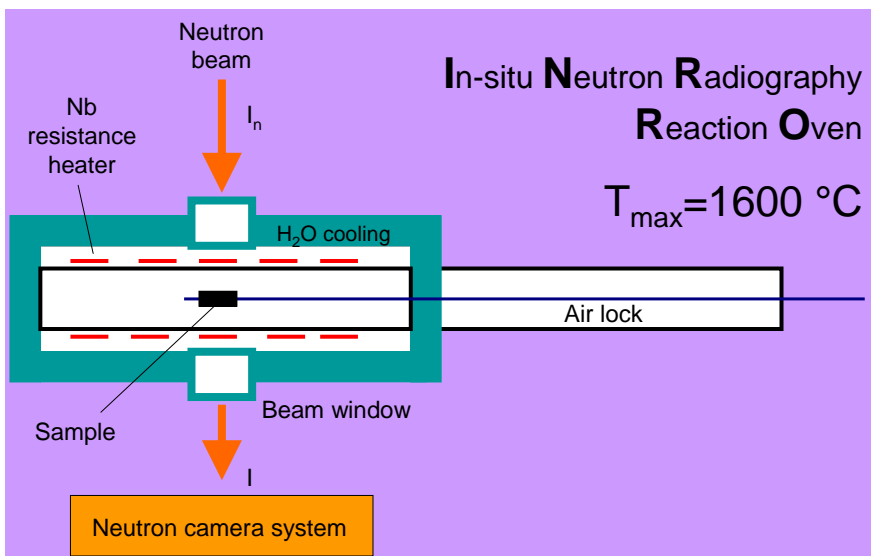 Neutron
beam
In-situ Neutron Radiography
Reaction Oven
Tmax=1600 °C
Nb
resistance
heater
In
H2O cooling
Air lock
Beam window
Sample
I
Neutron camera system